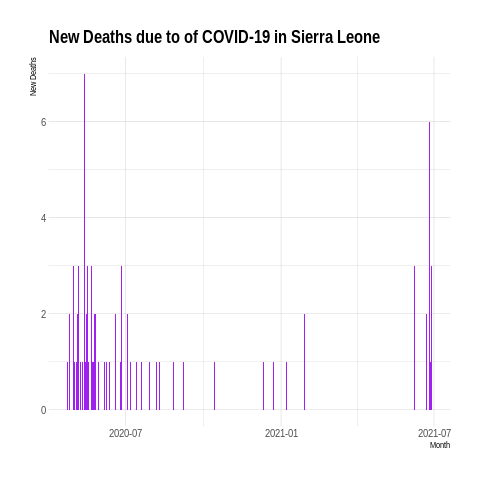 New Deaths due to of COVID-19 in Sierra Leone
New Deaths
6
4
2
0
2020-07
2021-01
2021-07
Month